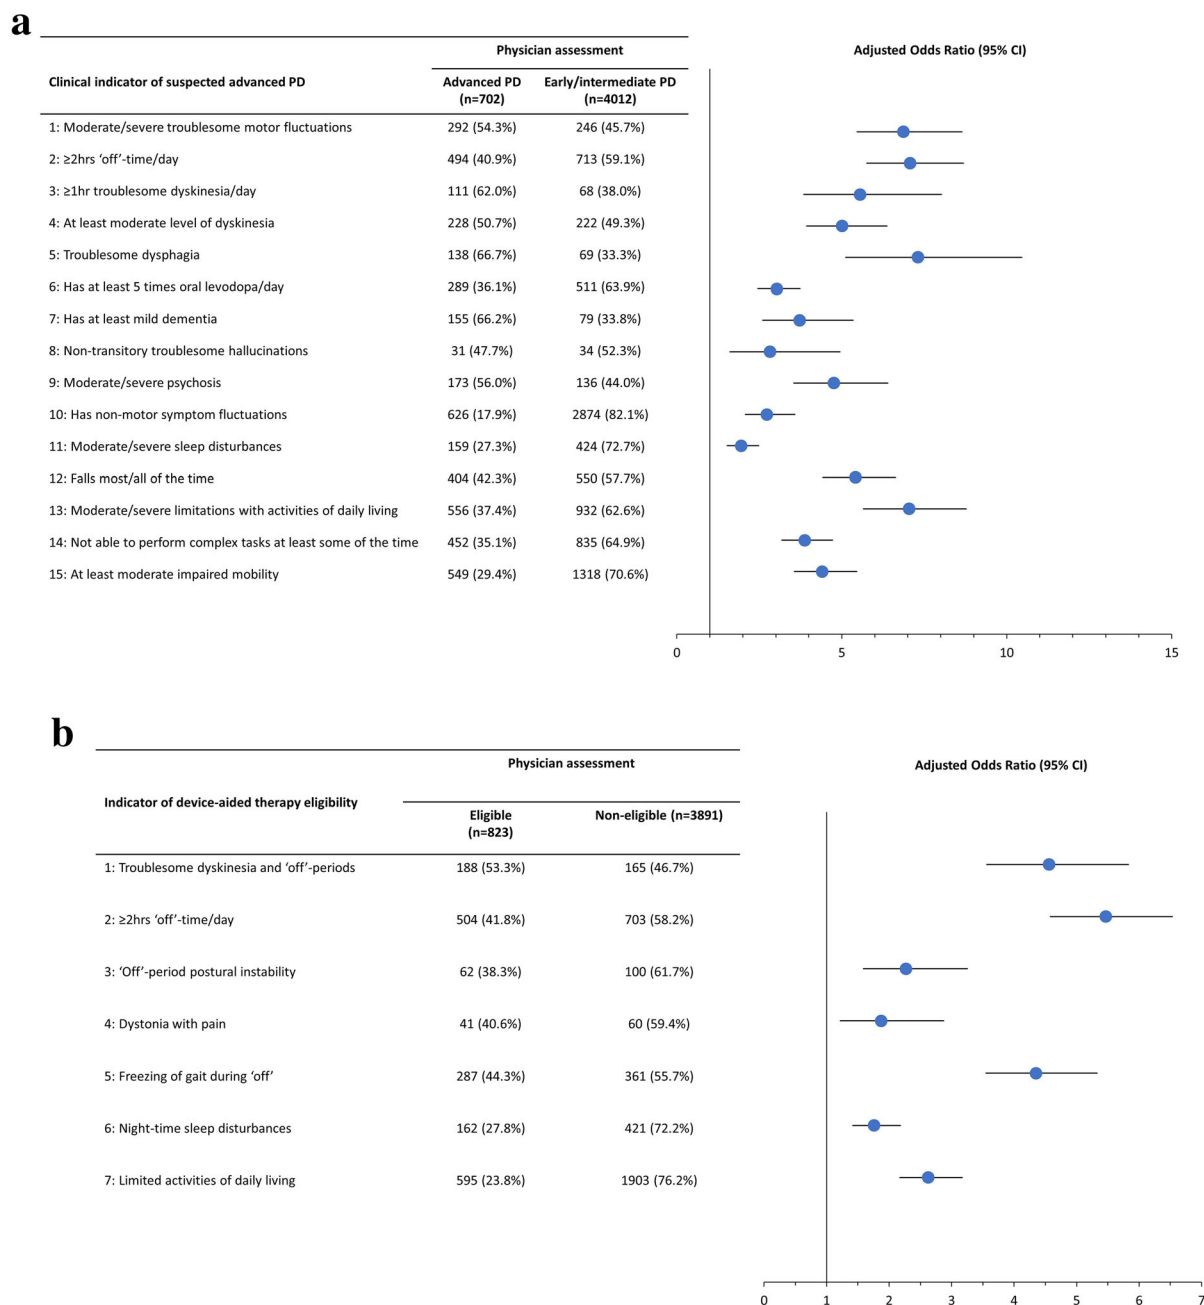 a
Physician assessment
Adjusted Odds Ratio (95% CI)
Clinical indicator of suspected advanced PD
Advanced PD
(n=702)
Early/intermediate PD
(n=4012)
1: Moderate/severe troublesome motor fluctuations 292 (54.3%) 246 (45.7%)
2: ≥2hrs ‘off’-time/day 494 (40.9%) 713 (59.1%)
3: ≥1hr troublesome dyskinesia/day 111 (62.0%) 68 (38.0%)
4: At least moderate level of dyskinesia 228 (50.7%) 222 (49.3%)
5: Troublesome dysphagia 138 (66.7%) 69 (33.3%)
6: Has at least 5 times oral levodopa/day 289 (36.1%) 511 (63.9%)
7: Has at least mild dementia 155 (66.2%) 79 (33.8%)
8: Non-transitory troublesome hallucinations 31 (47.7%) 34 (52.3%)
9: Moderate/severe psychosis 173 (56.0%) 136 (44.0%)
10: Has non-motor symptom fluctuations 626 (17.9%) 2874 (82.1%)
11: Moderate/severe sleep disturbances 159 (27.3%) 424 (72.7%)
12: Falls most/all of the time 404 (42.3%) 550 (57.7%)
13: Moderate/severe limitations with activities of daily living 556 (37.4%) 932 (62.6%)
14: Not able to perform complex tasks at least some of the time 452 (35.1%) 835 (64.9%)
15: At least moderate impaired mobility 549 (29.4%) 1318 (70.6%)
0 5 10 15
b
Physician assessment
Adjusted Odds Ratio (95% CI)
Indicator of device-aided therapy eligibility
Eligible
(n=823)
Non-eligible (n=3891)
1: Troublesome dyskinesia and ‘off’-periods 188 (53.3%) 165 (46.7%)
2: ≥2hrs ‘off’-time/day 504 (41.8%) 703 (58.2%)
3: ‘Off’-period postural instability 62 (38.3%) 100 (61.7%)
4: Dystonia with pain 41 (40.6%) 60 (59.4%)
5: Freezing of gait during ‘off’ 287 (44.3%) 361 (55.7%)
6: Night-time sleep disturbances 162 (27.8%) 421 (72.2%)
7: Limited activities of daily living 595 (23.8%) 1903 (76.2%)
0 1 2 3 4 5 6 7